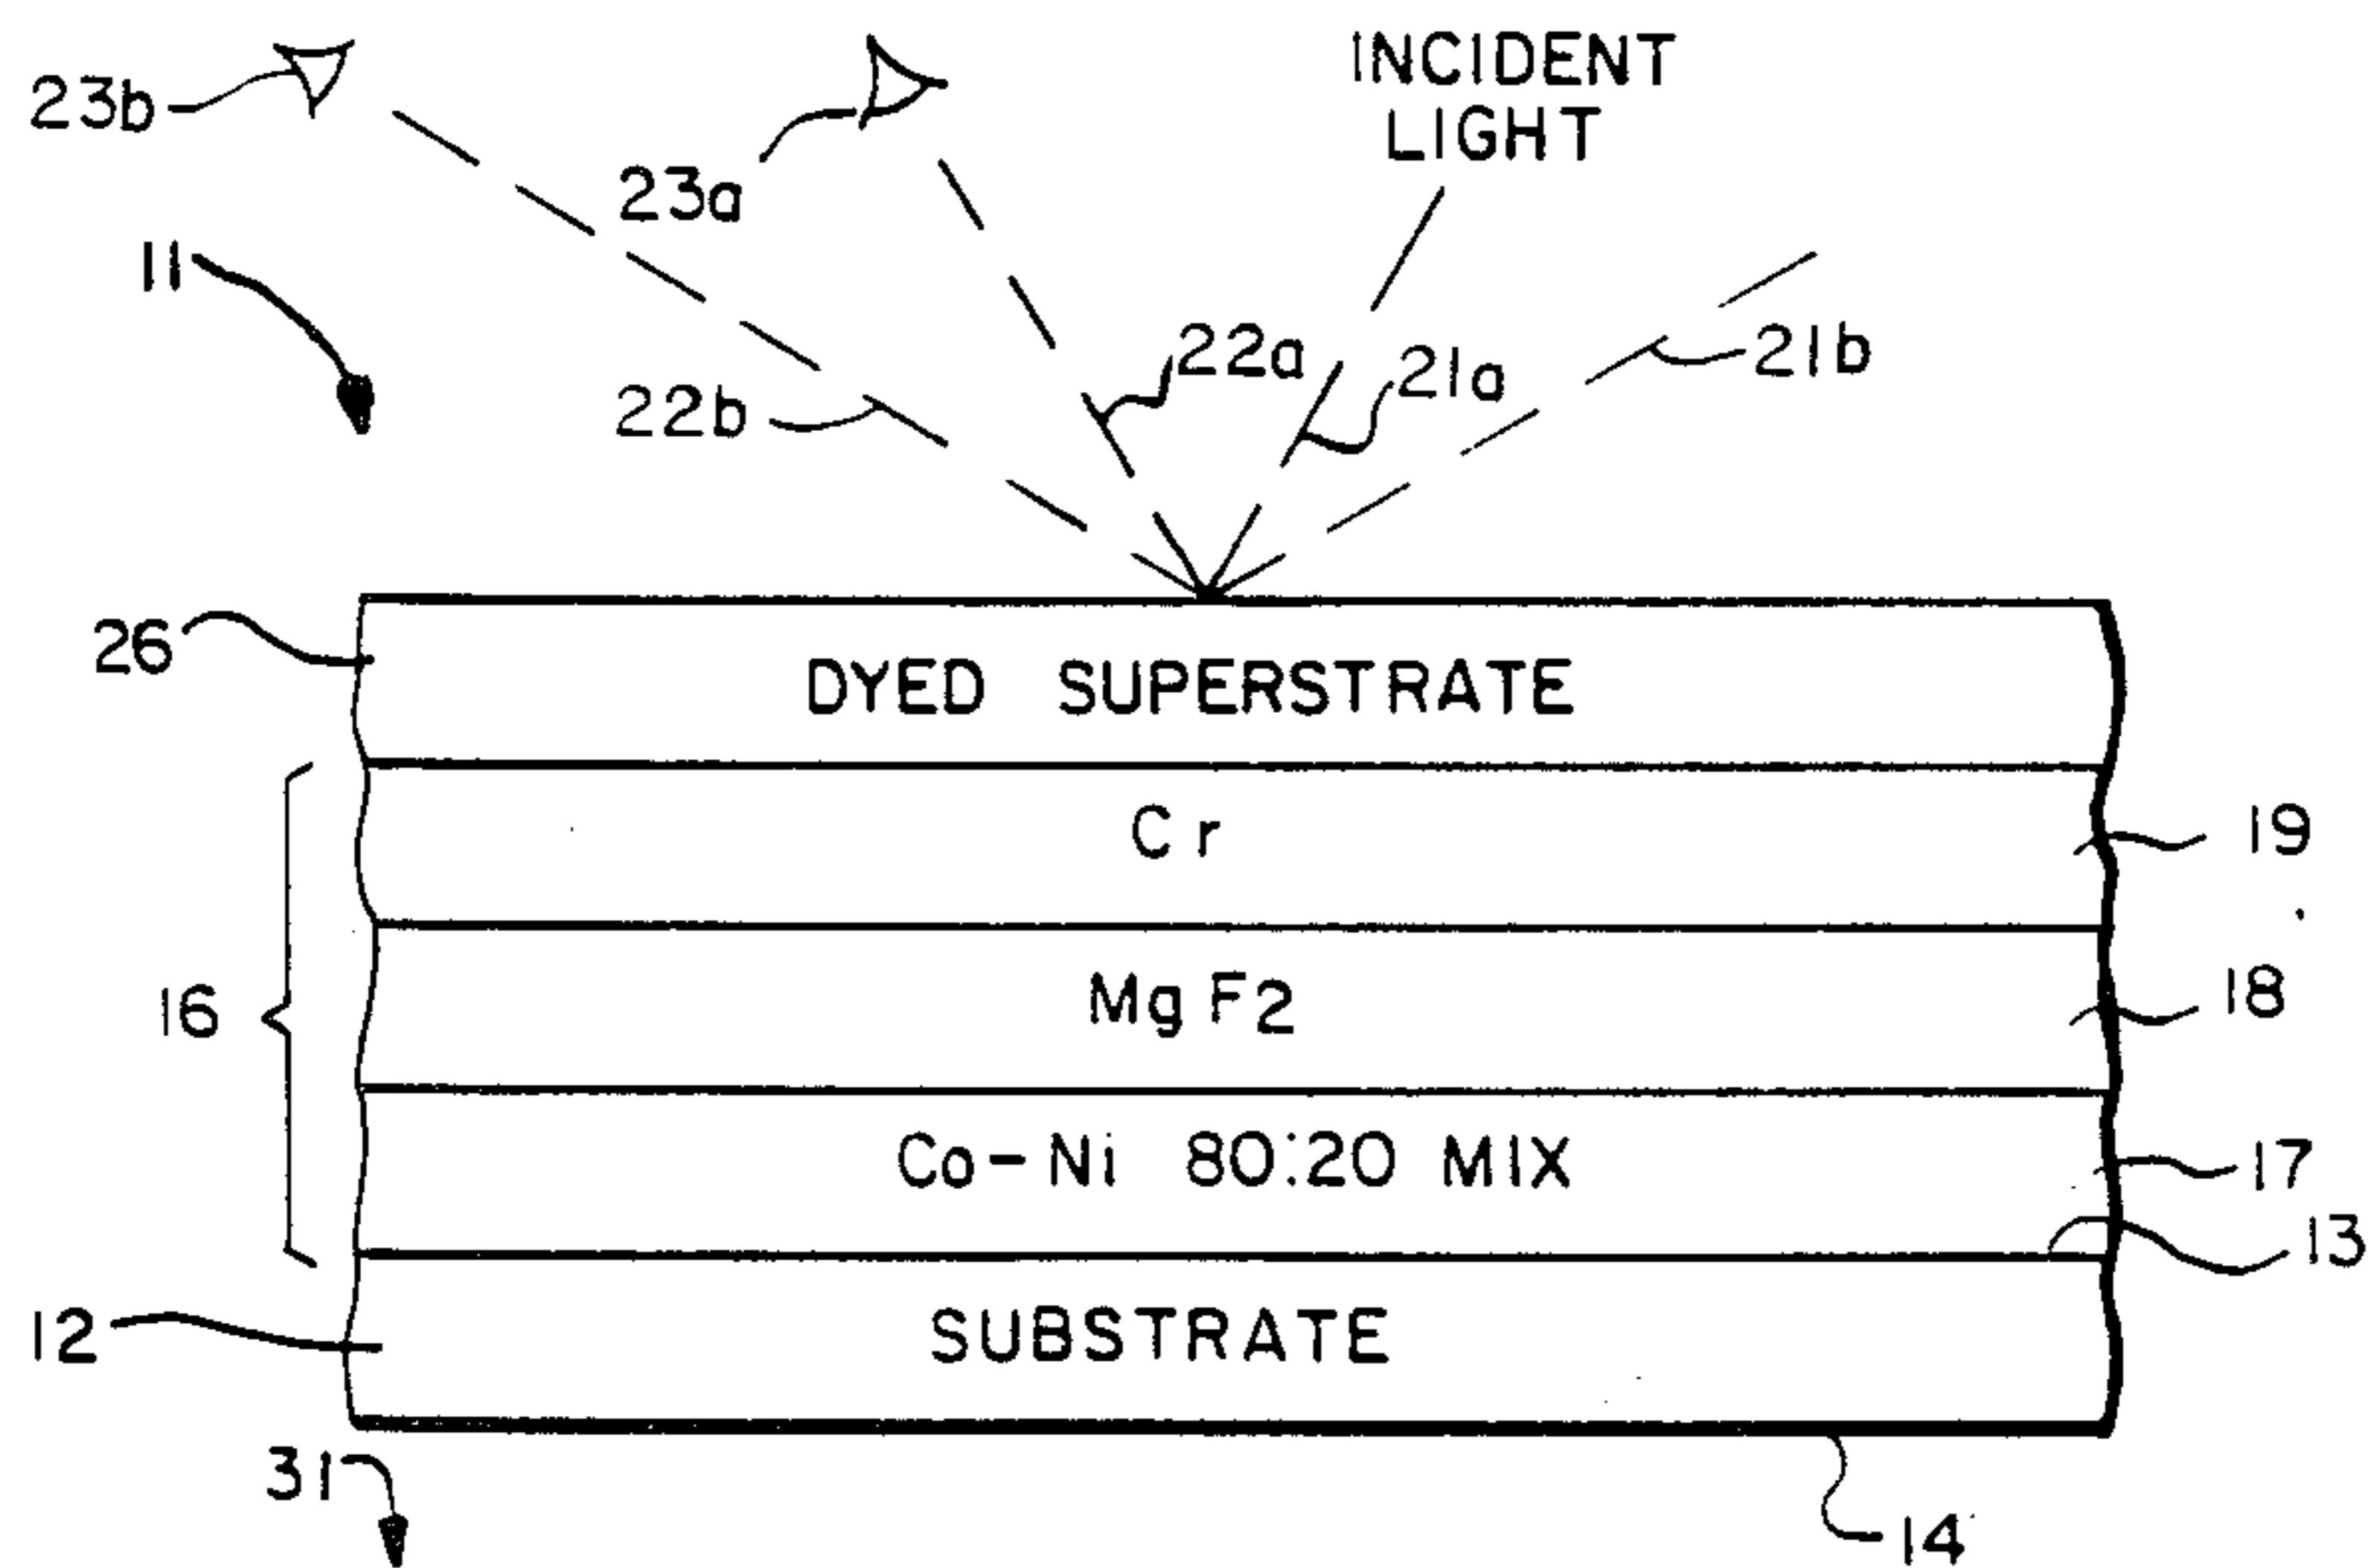 23b
23a
INCIDENT
LIGHT
11
22b
22a
21a
21b
26
DYED SUPERSTRATE
Cr
19
16
MgF2
18
Co-Ni 80:20 MIX
17
13
12
SUBSTRATE
31
14